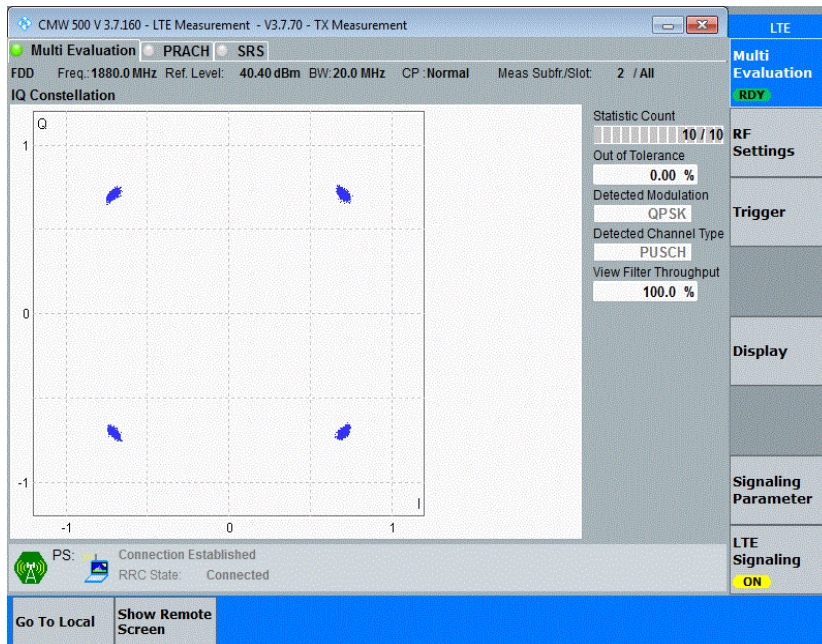 CMW 500 V 3.7.160 - LTE Measurement - V3.7.70 - TX Measurement
LTE
Multi Evaluation PRACH SRS
Multi
Evaluation
RDY
FDD Freq.: 1880.0 MHz Ref. Level: 40.40 dBm BW: 20.0 MHz CP : Normal Meas Subfr./Slot: 2 / All
IQ Constellation
Q
1
0
-1
I
-1 0 1
Statistic Count
10 / 10
Out of Tolerance
0.00 %
Detected Modulation
QPSK
Detected Channel Type
PUSCH
View Filter Throughput
100.0 %
RF
Settings
Trigger
Display
Signaling
Parameter
LTE
Signaling
ON
PS: Connection Established
RRC State: Connected
Go To Local
Show Remote
Screen